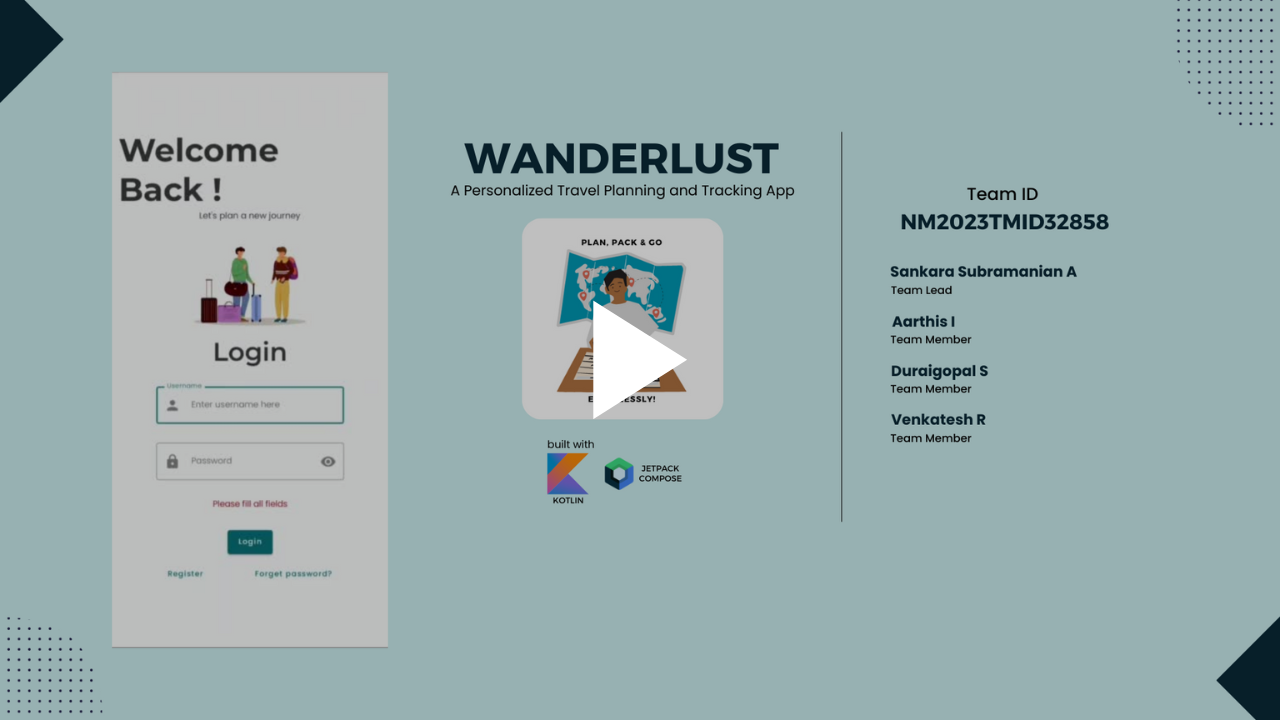 Welcome
Back !
Let's plan a new journey
Login
Username
Enter username here
Password
Please fill all fields
Login
Register
Forget password?
WANDERLUST
A Personalized Travel Planning and Tracking App
PLAN, PACK & GO
built with
KOTLIN
JETPACK
COMPOSE
Team ID
NM2023TMID32858
Sankara Subramanian A
Team Lead
Aarthis I
Team Member
Duraigopal S
Team Member
Venkatesh R
Team Member